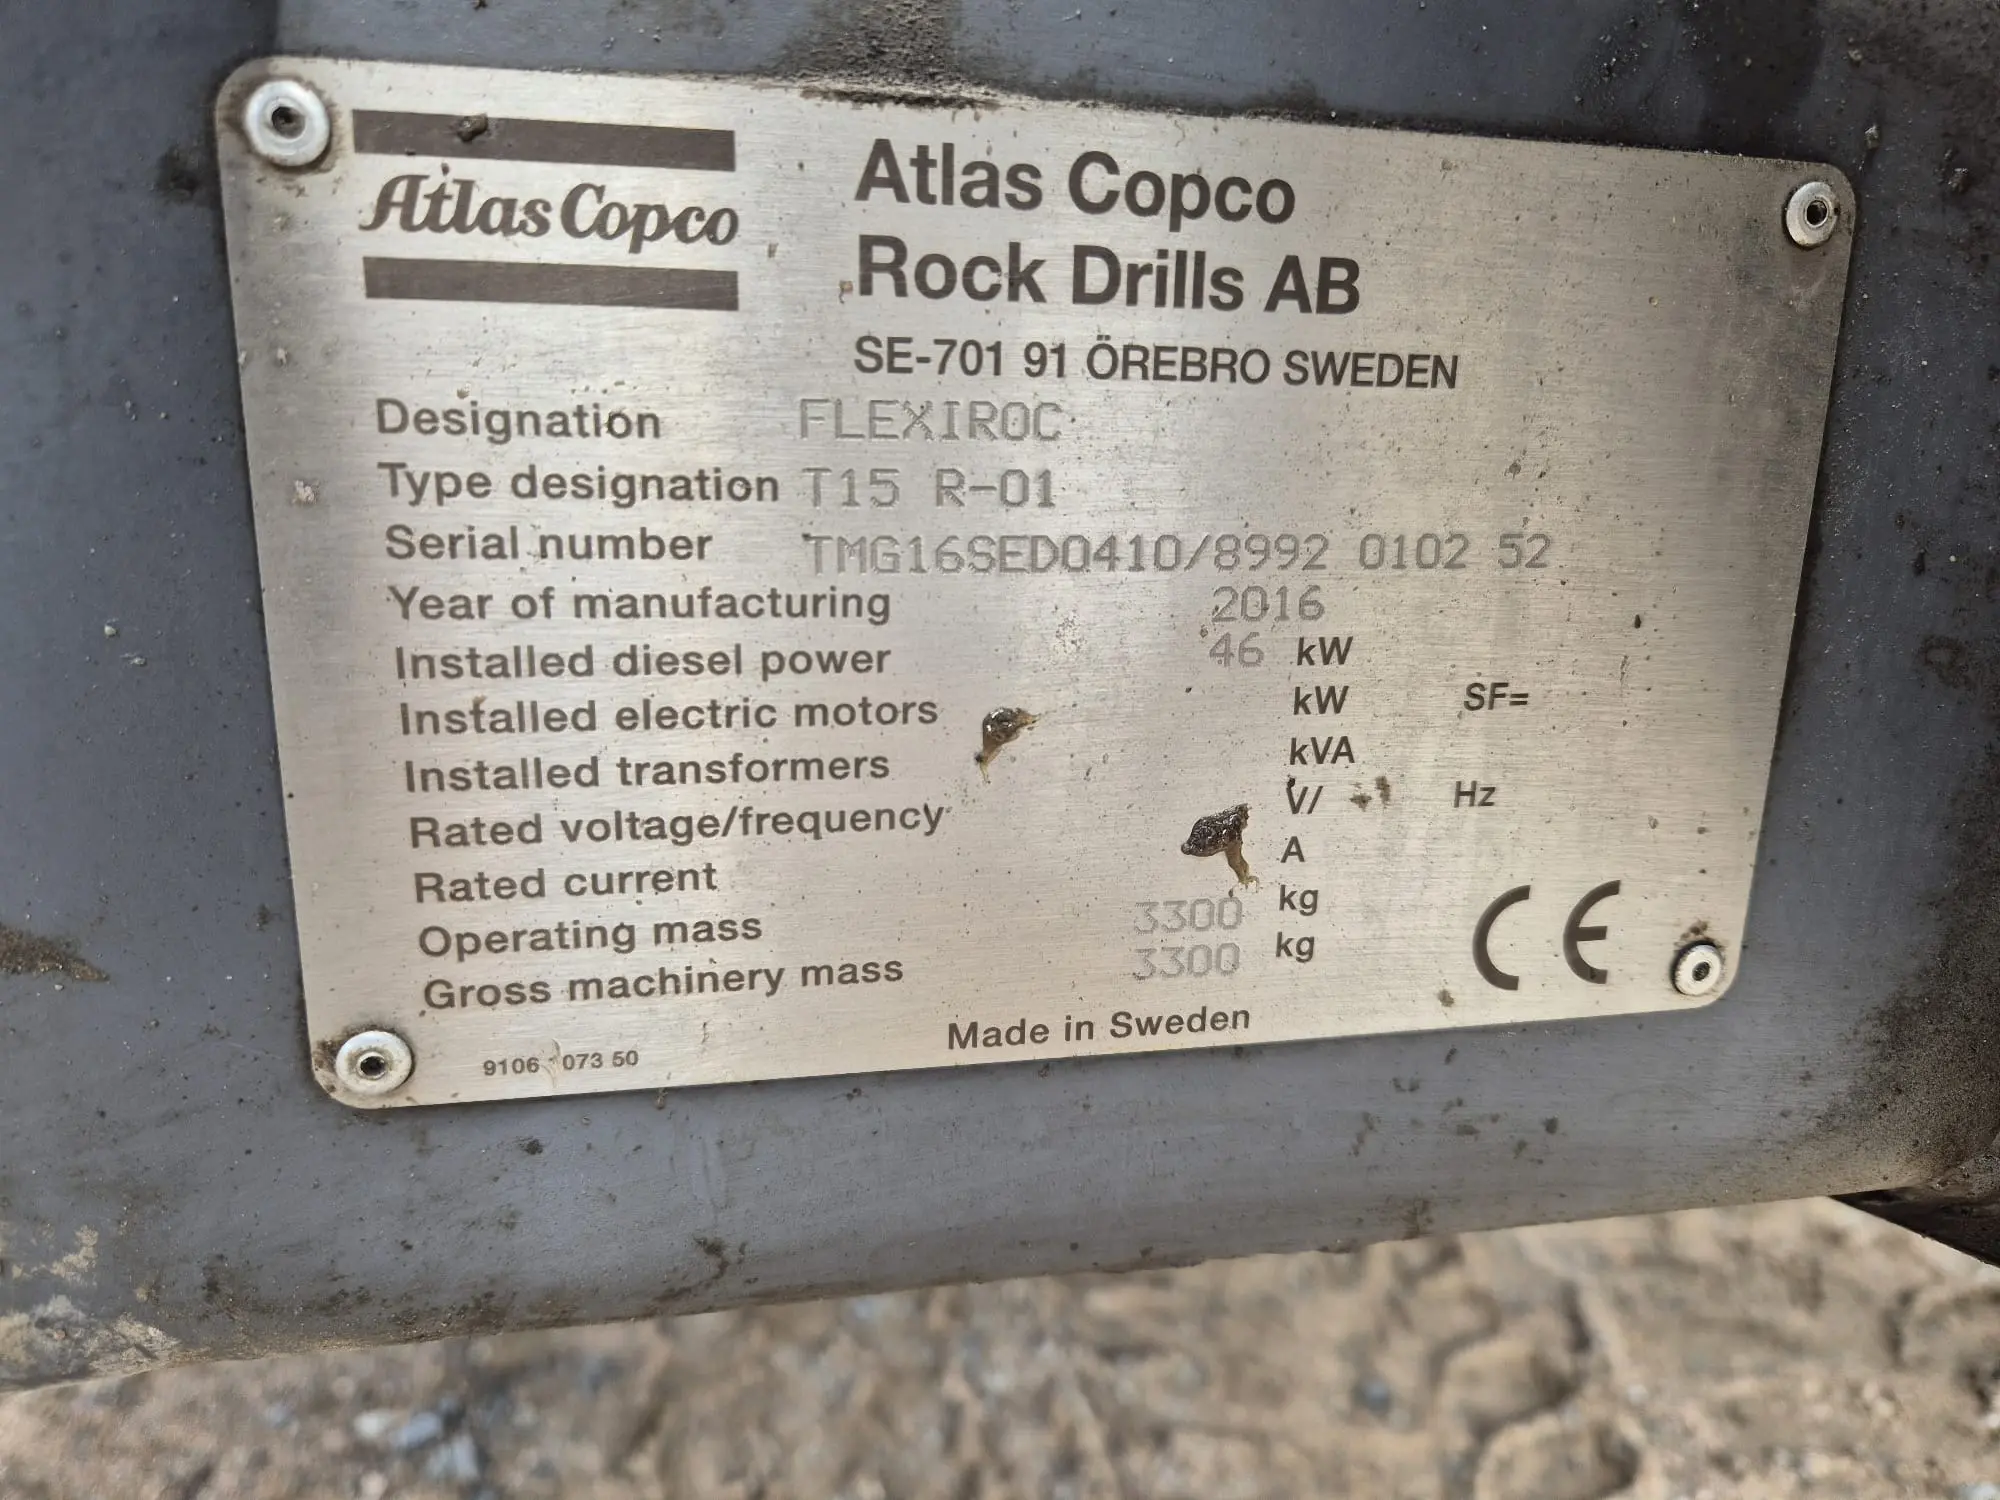 Atlas Copco
Atlas Copco
Rock Drills AB
SE-701 91 ÖREBRO SWEDEN
Designation FLEXIROC
Type designation T15 R-01
Serial number TMG16SED0410/8992 0102 52
Year of manufacturing 2016
Installed diesel power 46 kW
Installed electric motors kW SF=
Installed transformers kVA
Rated voltage/frequency V/ Hz
Rated current A
Operating mass 3300 kg
Gross machinery mass 3300 kg
CE
Made in Sweden
9106 073 50